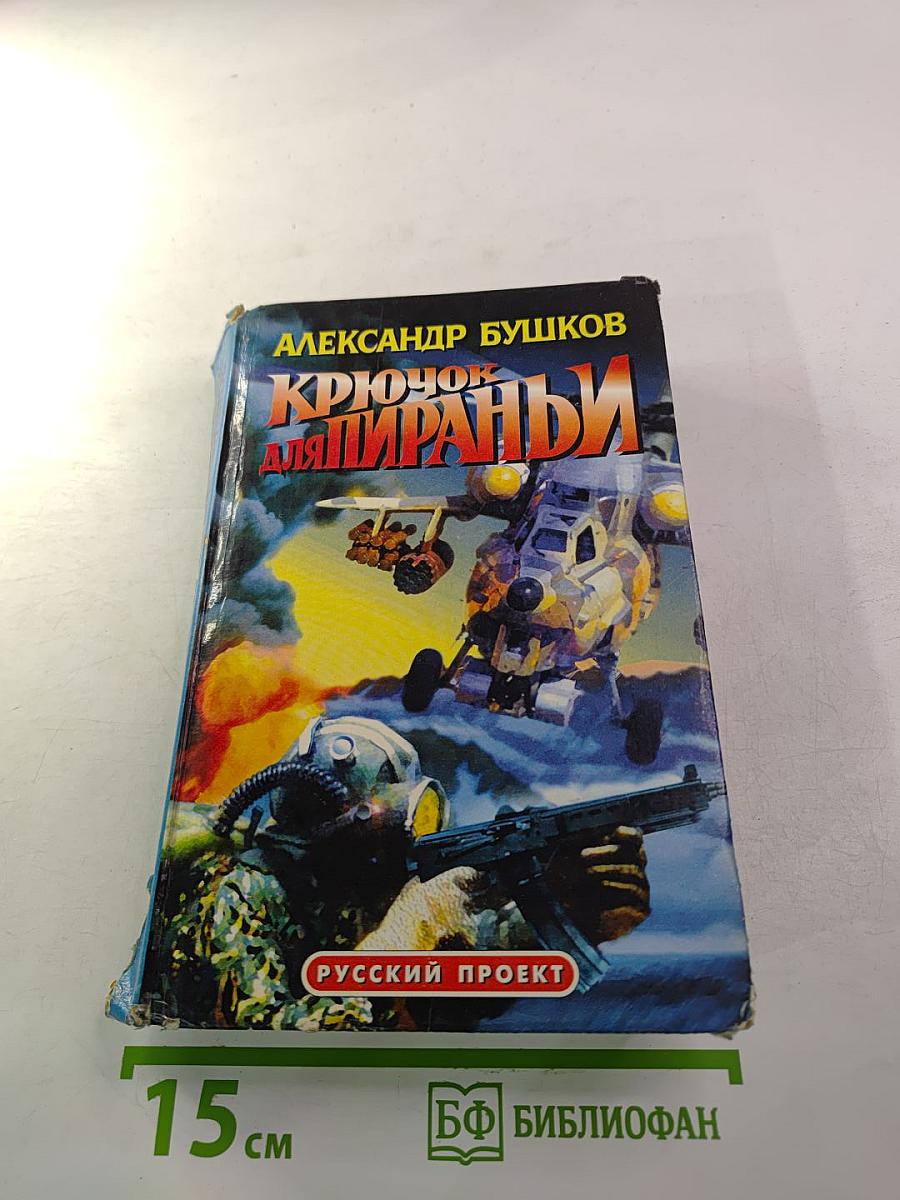 АЛЕКСАНДР БУШКОВ
КРЮЧОК
ДЛЯ ПИРАНЬИ
РУССКИЙ ПРОЕКТ
15 см
БФ БИБЛИОФАН